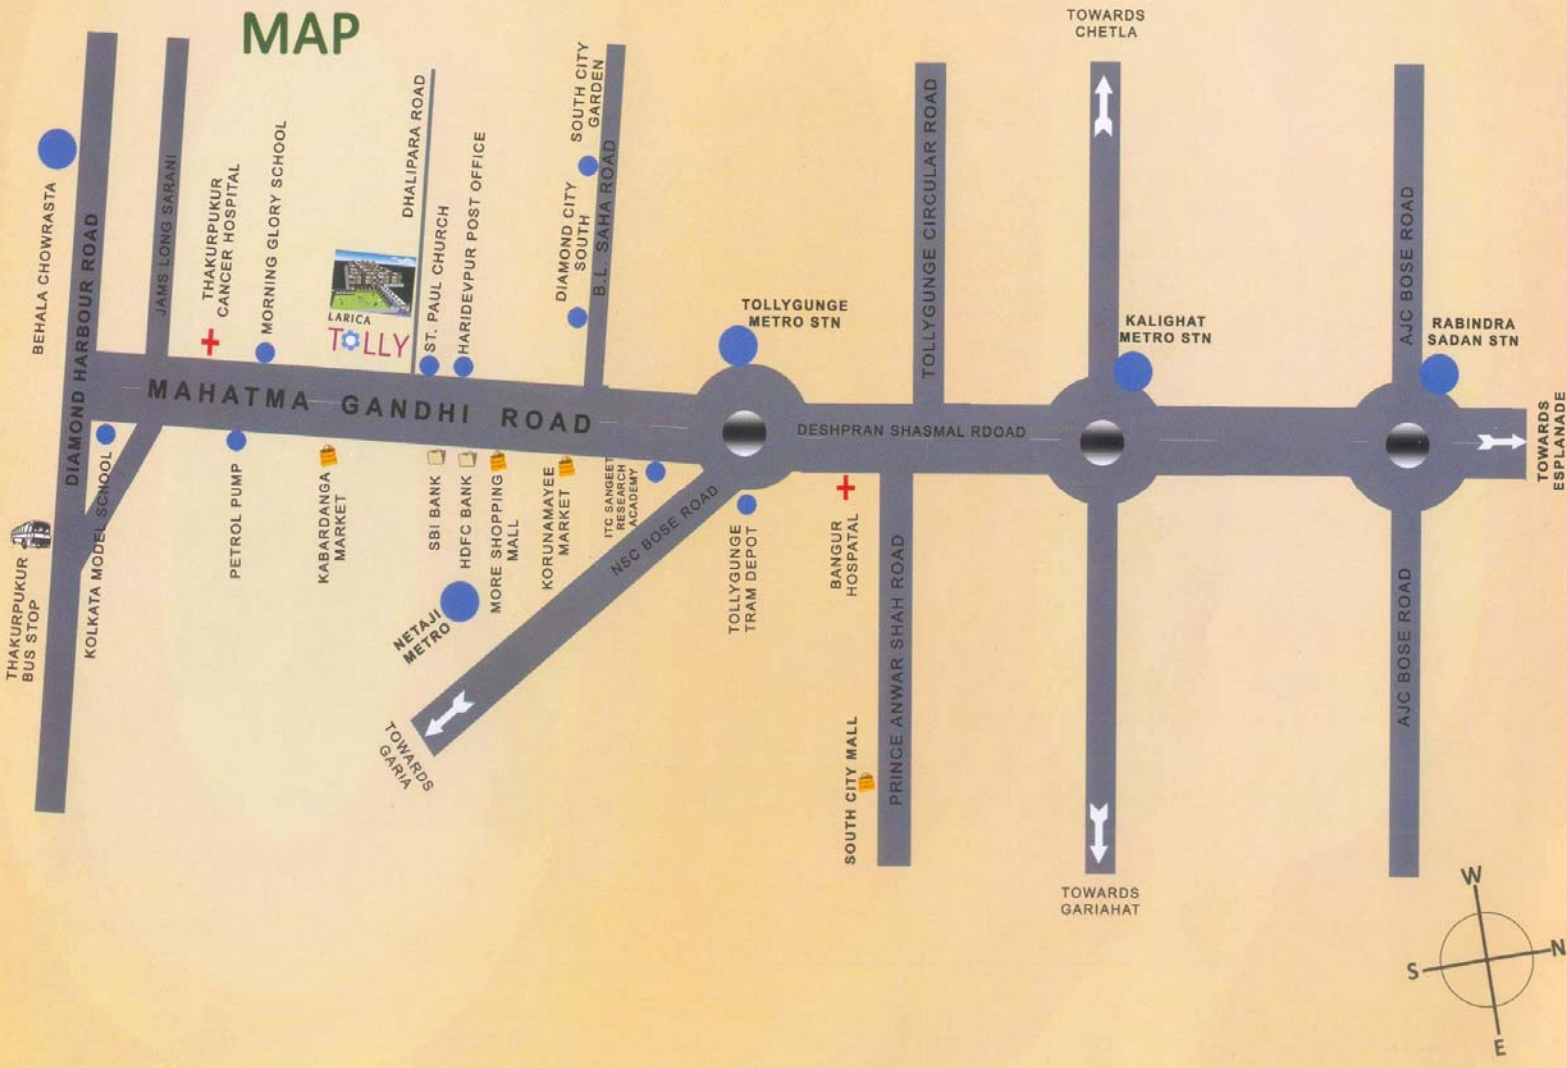 MAP
TOWARDS
CHETLA
BEHALA CHOWRASTA
DIAMOND HARBOUR ROAD
JAMS LONG SARANI
THAKURPUKUR
CANCER HOSPITAL
MORNING GLORY SCHOOL
LARICA
TOLLY
DHALIPARA ROAD
ST. PAUL CHURCH
HARIDEVPUR POST OFFICE
DIAMOND CITY
SOUTH
SOUTH CITY
GARDEN
B.L. SAHA ROAD
TOLLYGUNGE
METRO STN
TOLLYGUNGE CIRCULAR ROAD
KALIGHAT
METRO STN
AJC BOSE ROAD
RABINDRA
SADAN STN
MAHATMA GANDHI ROAD
DESHPRAN SHASMAL RDOAD
TOWARDS
ESPLANADE
THAKURPUKUR
BUS STOP
KOLKATA MODEL SCHOOL
PETROL PUMP
KABARDANGA
MARKET
SBI BANK
HDFC BANK
MORE SHOPPING
MALL
KORUNAMAYEE
MARKET
ITC SANGEET
RESEARCH
ACADEMY
NSC BOSE ROAD
NETAJI
METRO
TOWARDS
GARIA
TOLLYGUNGE
TRAM DEPOT
BANGUR
HOSPATAL
PRINCE ANWAR SHAH ROAD
SOUTH CITY MALL
AJC BOSE ROAD
TOWARDS
GARIAHAT
W
N
S
E